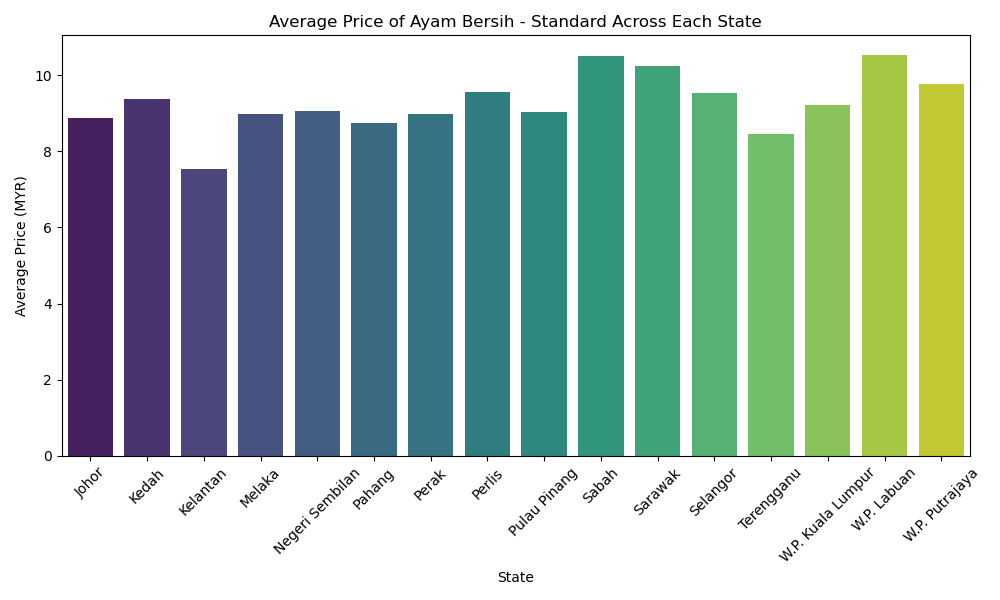 Average Price of Ayam Bersih - Standard Across Each State
Average Price (MYR)
10
8
6
4
2
0
Johor
Kedah
Kelantan
Melaka
Negeri Sembilan
Pahang
Perak
Perlis
Pulau Pinang
Sabah
Sarawak
Selangor
Terengganu
W.P. Kuala Lumpur
W.P. Labuan
W.P. Putrajaya
State